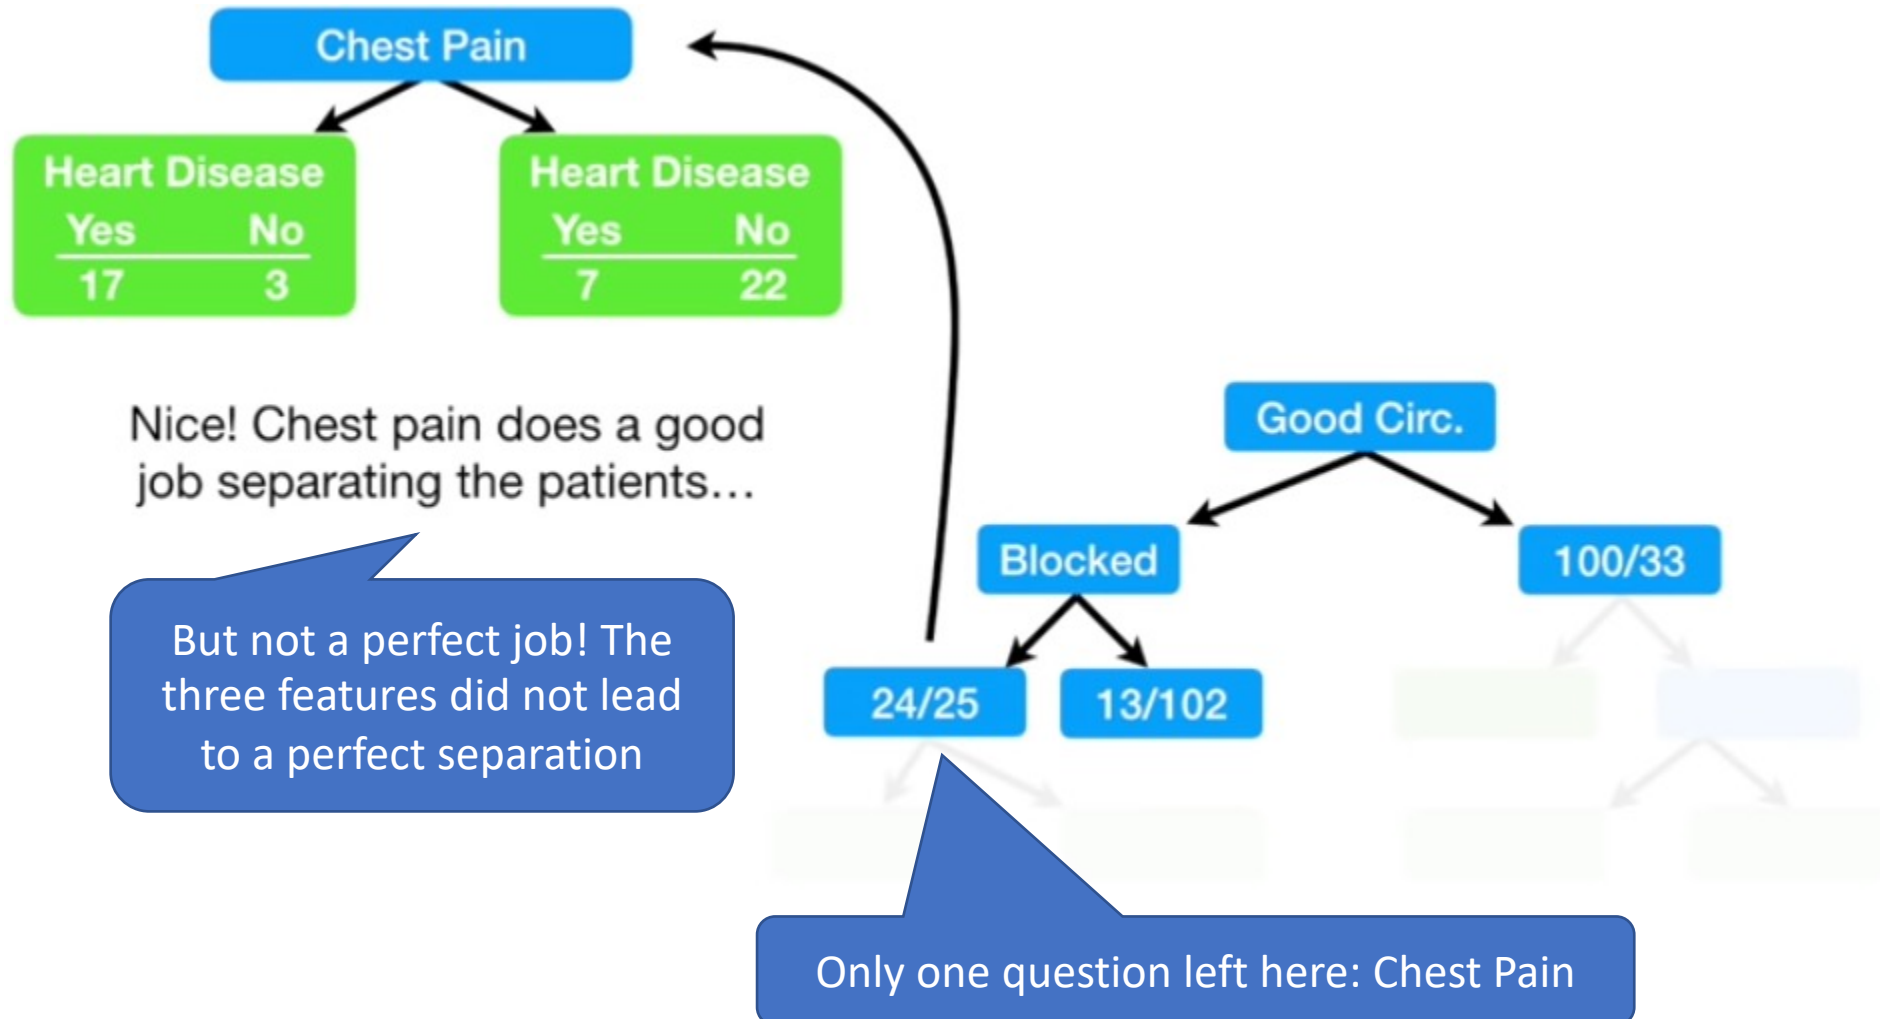 Chest Pain
Heart Disease
Yes No
17 3
Heart Disease
Yes No
7 22
Nice! Chest pain does a good
job separating the patients...
But not a perfect job! The
three features did not lead
to a perfect separation
Good Circ.
Blocked
100/33
24/25
13/102
Only one question left here: Chest Pain